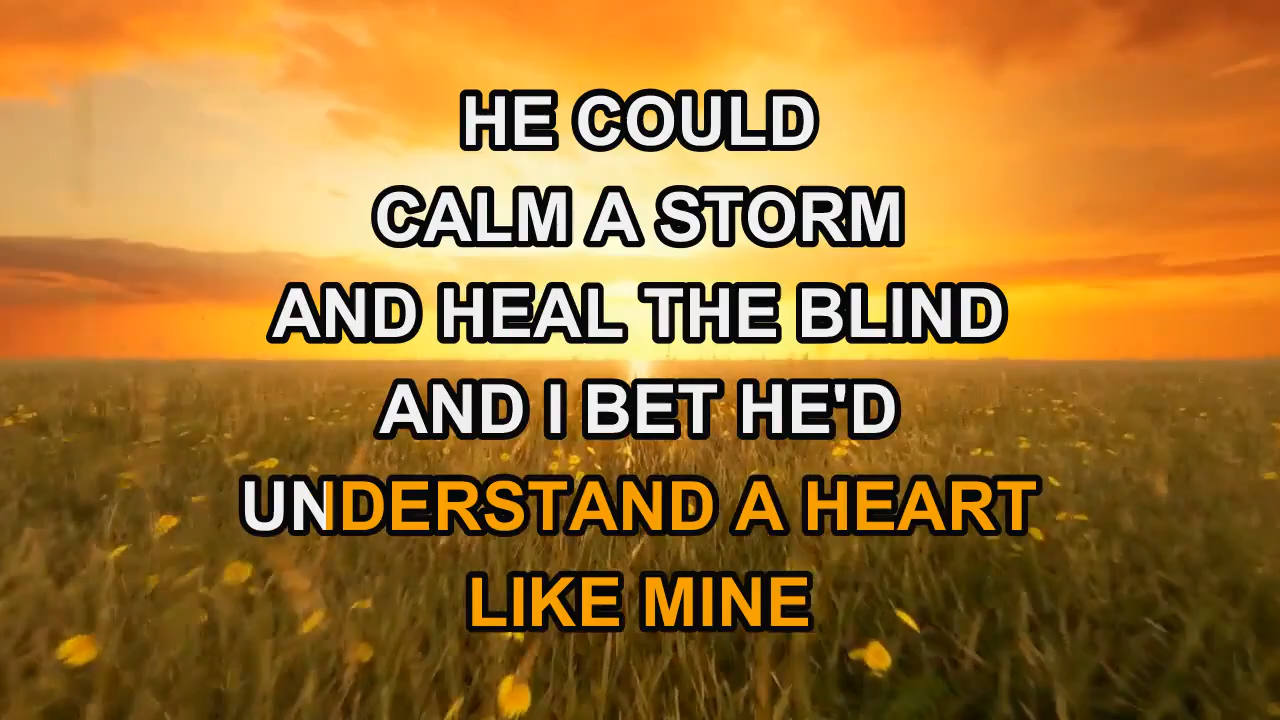 HE COULD
CALM A STORM
AND HEAL THE BLIND
AND I BET HE'D
UNDERSTAND A HEART
LIKE MINE